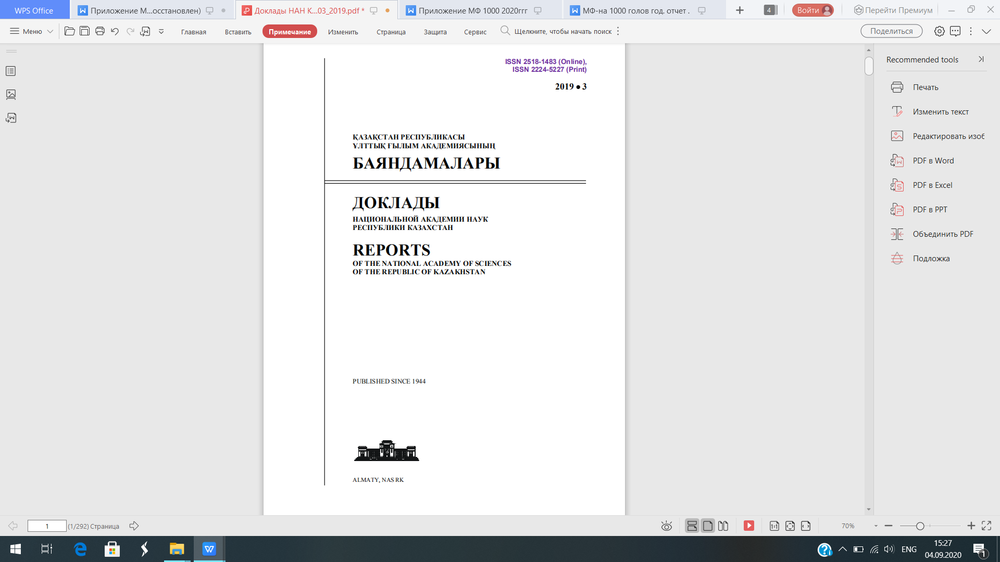 WPS Office
Приложение М...осстановлен)
Доклады НАН К...03_2019.pdf *
Приложение МФ 1000 2020ггг
МФ-на 1000 голов год. отчет .
4
Войти
Перейти Премиум
Меню
Главная
Вставить
Примечание
Изменить
Страница
Защита
Сервис
Щелкните, чтобы начать поиск
Поделиться
ISSN 2518-1483 (Online),
ISSN 2224-5227 (Print)
2019 ● 3
ҚАЗАҚСТАН РЕСПУБЛИКАСЫ
ҰЛТТЫҚ ҒЫЛЫМ АКАДЕМИЯСЫНЫҢ
БАЯНДАМАЛАРЫ
ДОКЛАДЫ
НАЦИОНАЛЬНОЙ АКАДЕМИИ НАУК
РЕСПУБЛИКИ КАЗАХСТАН
REPORTS
OF THE NATIONAL ACADEMY OF SCIENCES
OF THE REPUBLIC OF KAZAKHSTAN
PUBLISHED SINCE 1944
ALMATY, NAS RK
Recommended tools
Печать
Изменить текст
Редактировать изоб
PDF в Word
PDF в Excel
PDF в PPT
Объединить PDF
Подложка
1
(1/292) Страница
1:1
70%
ENG
15:27
04.09.2020
1